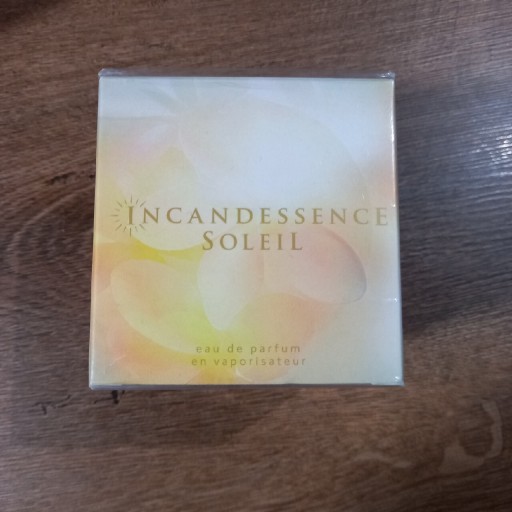 INCANDESSENCE
SOLEIL
eau de parfum
en vaporisateur